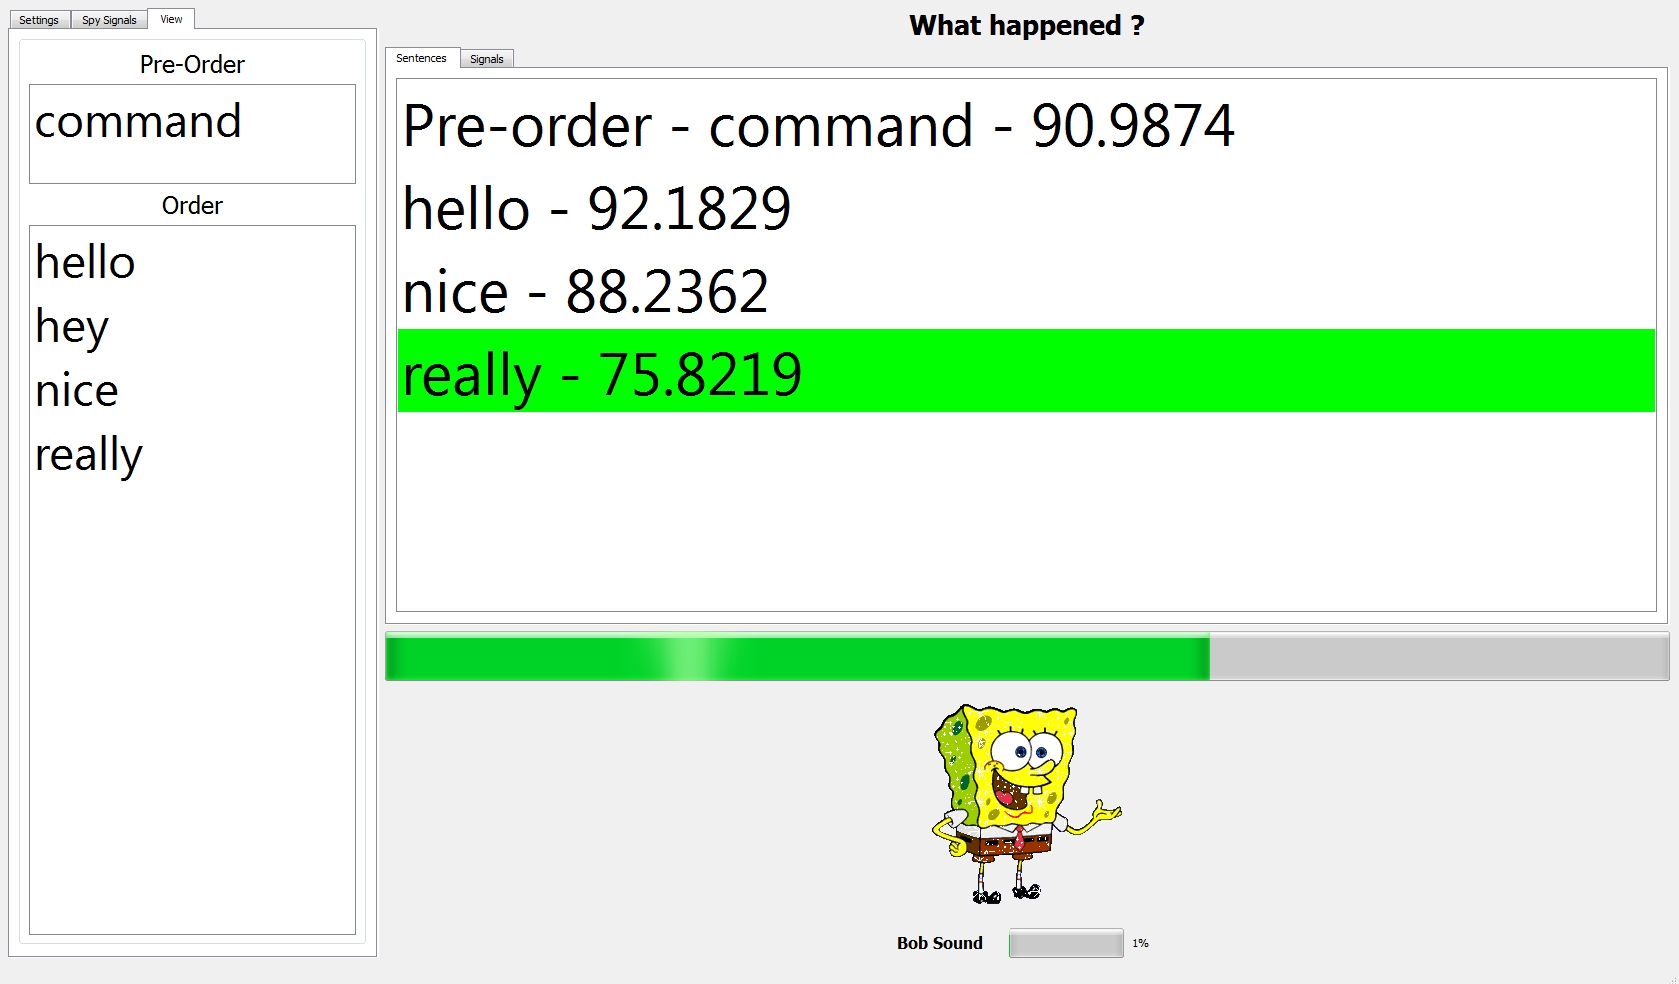 Settings
Spy Signals
View
Pre-Order
command
Order
hello
hey
nice
really
What happened ?
Sentences
Signals
Pre-order - command - 90.9874
hello - 92.1829
nice - 88.2362
really - 75.8219
Bob Sound
1%